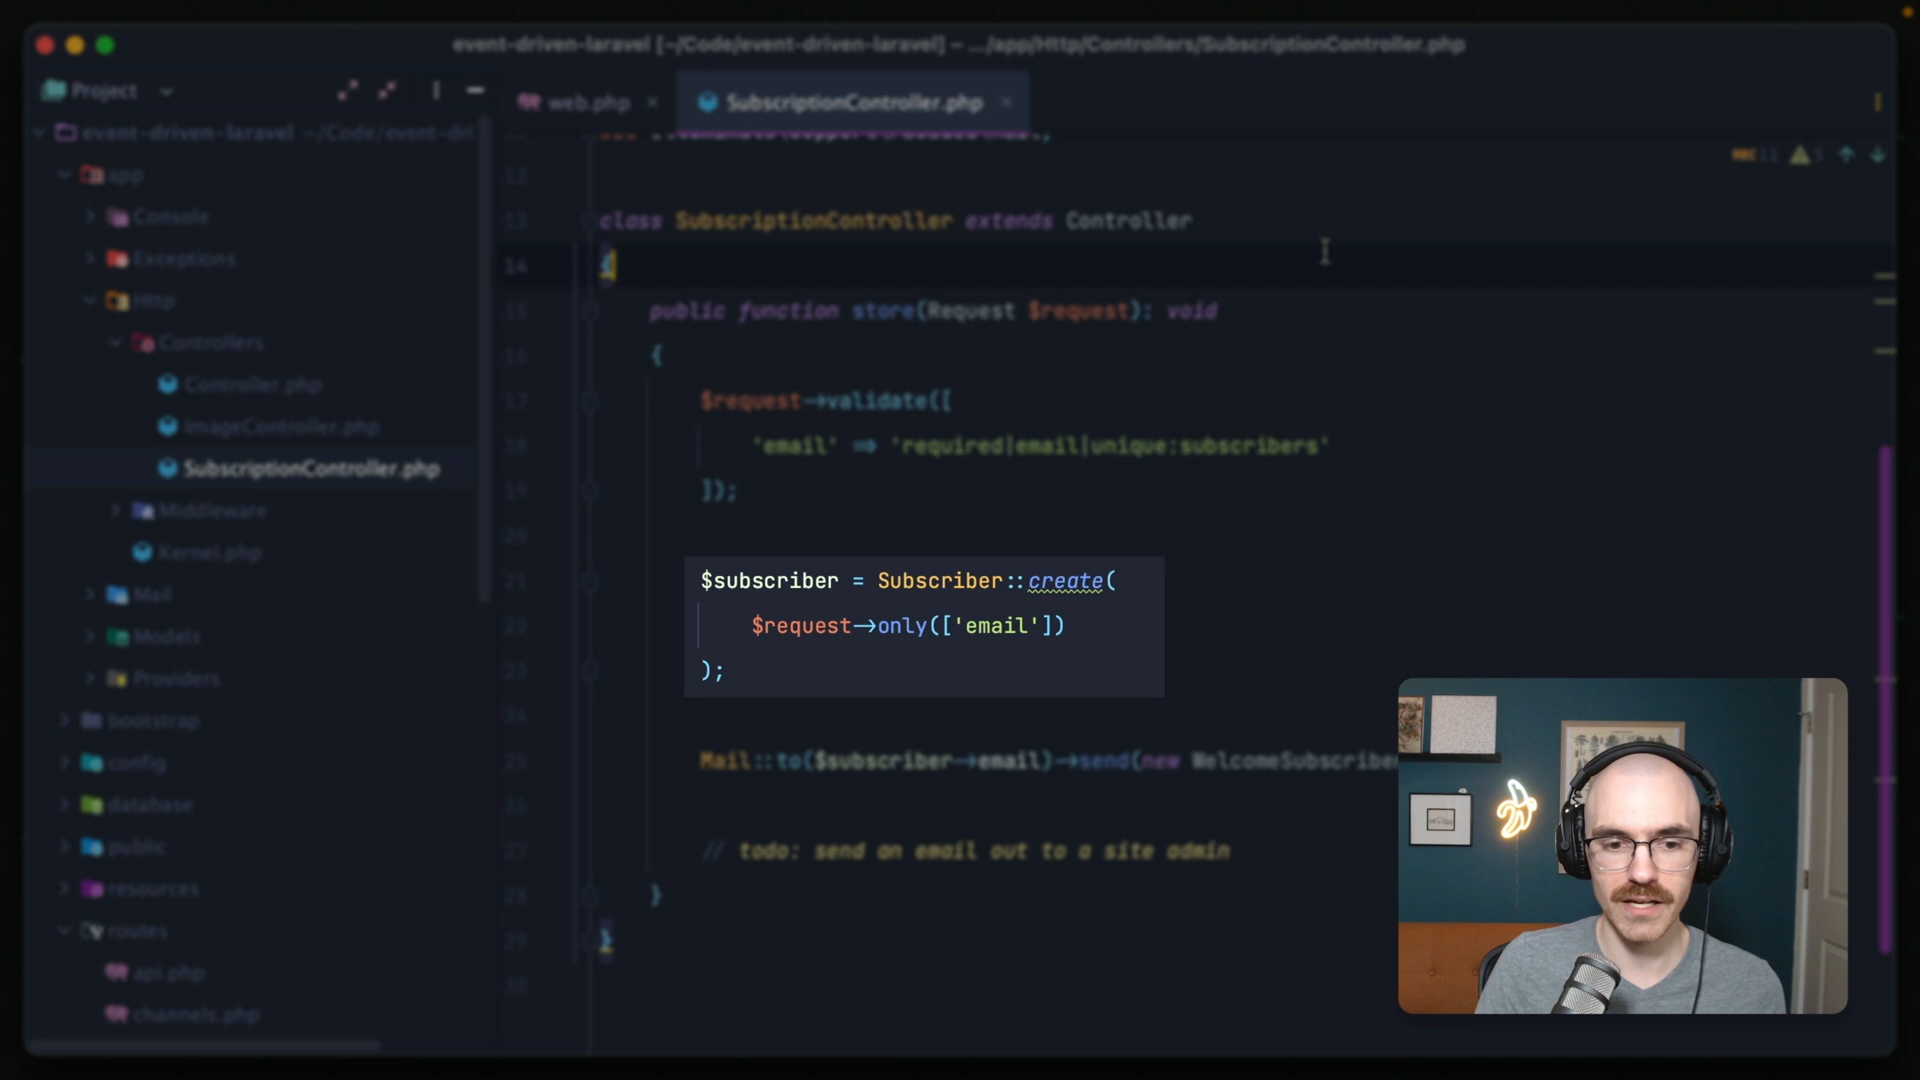 event-driven-laravel [~/Code/event-driven-laravel] – .../app/Http/Controllers/SubscriptionController.php
Project
web.php
SubscriptionController.php
event-driven-laravel ~/Code/event-dri
app
Console
Exceptions
Http
Controllers
Controller.php
ImageController.php
SubscriptionController.php
Middleware
Kernel.php
Mail
Models
Providers
bootstrap
config
database
public
resources
routes
api.php
channels.php
12
13 class SubscriptionController extends Controller
14 {
15 public function store(Request $request): void
16 {
17 $request->validate([
18 'email' => 'required|email|unique:subscribers'
19 ]);
20
21 $subscriber = Subscriber::create(
22 $request->only(['email'])
23 );
24
25 Mail::to($subscriber->email)->send(new WelcomeSubscriber
26
27 // todo: send an email out to a site admin
28 }
29 }
30